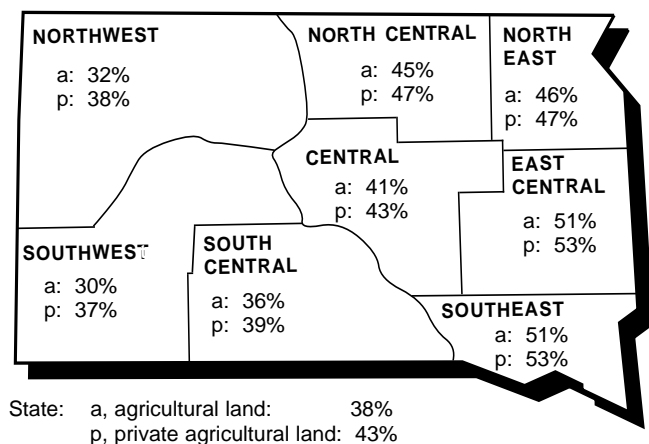 NORTHWEST
a: 32%
p: 38%
NORTH CENTRAL
a: 45%
p: 47%
NORTH
EAST
a: 46%
p: 47%
CENTRAL
a: 41%
p: 43%
EAST
CENTRAL
a: 51%
p: 53%
SOUTHWEST
a: 30%
p: 37%
SOUTH
CENTRAL
a: 36%
p: 39%
SOUTHEAST
a: 51%
p: 53%
State: a, agricultural land: 38%
p, private agricultural land: 43%